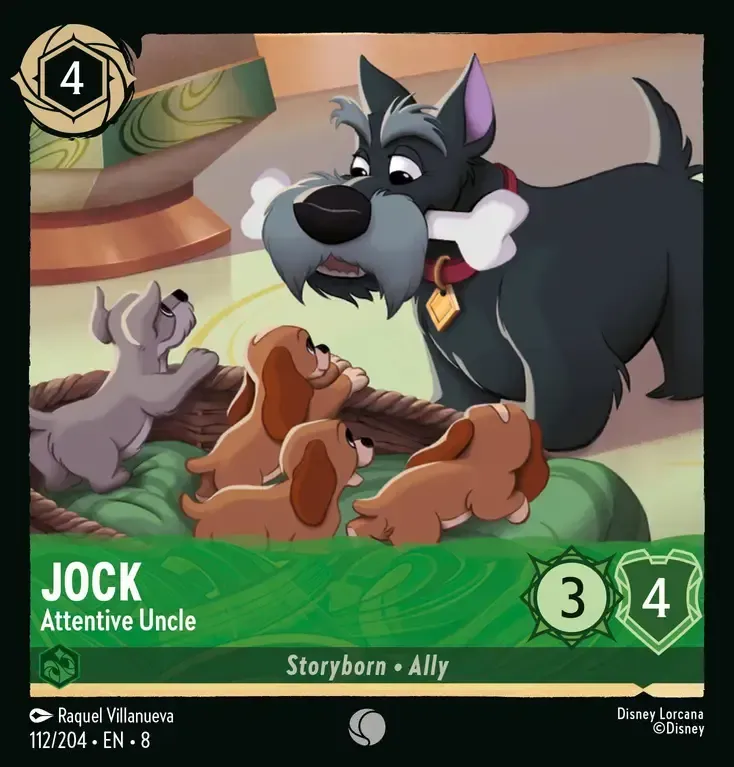 4
JOCK
Attentive Uncle
3
4
Storyborn • Ally
Raquel Villanueva
112/204 • EN • 8
Disney Lorcana
©Disney